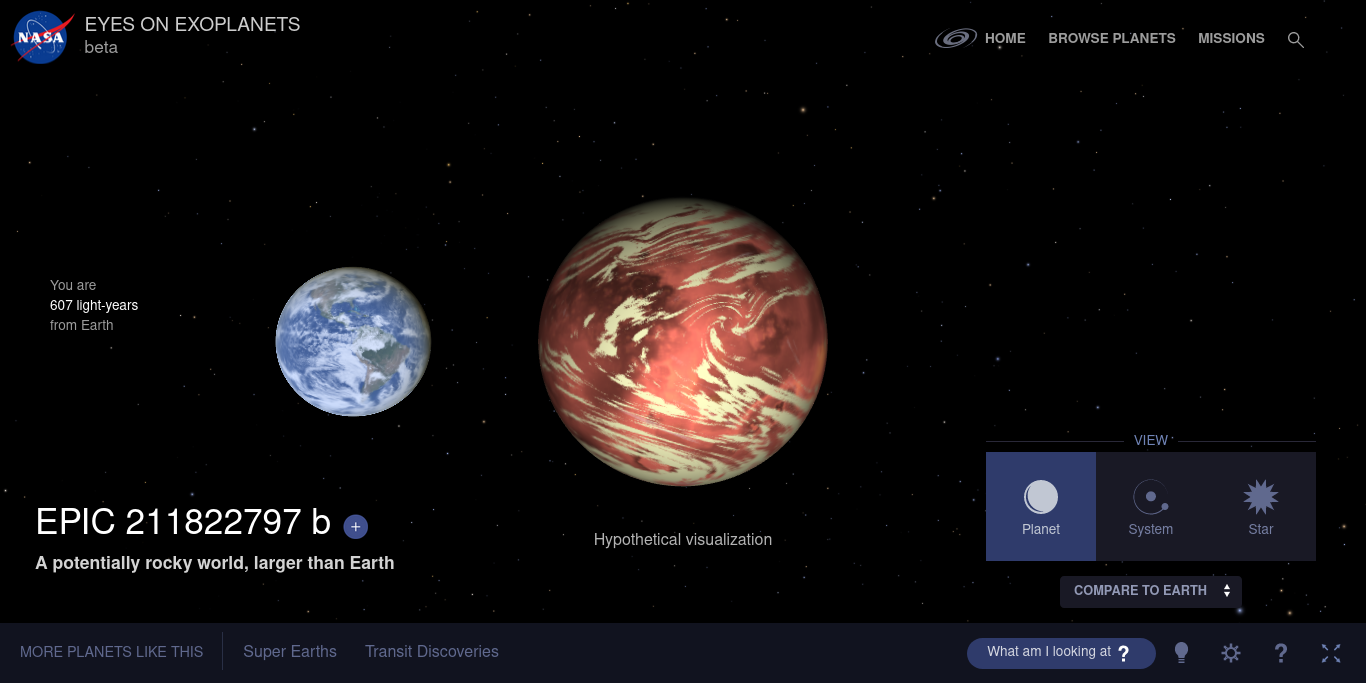 NASA
EYES ON EXOPLANETS
beta
HOME
BROWSE PLANETS
MISSIONS
You are
607 light-years
from Earth
VIEW
Planet
System
Star
EPIC 211822797 b +
A potentially rocky world, larger than Earth
Hypothetical visualization
COMPARE TO EARTH
MORE PLANETS LIKE THIS
Super Earths
Transit Discoveries
What am I looking at ?
?